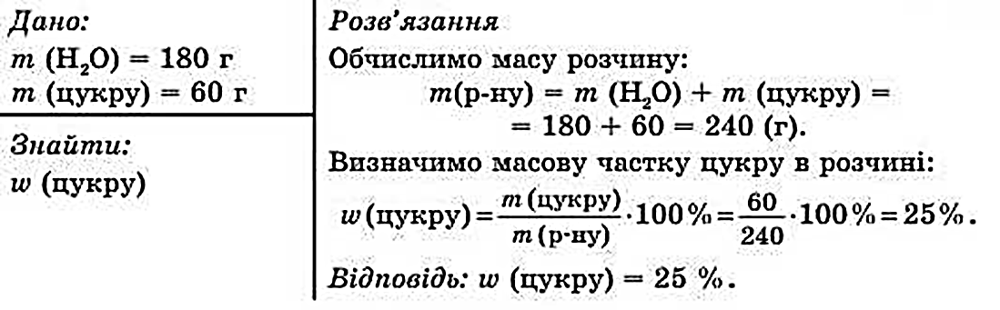 Дано:
m (H₂O) = 180 г
m (цукру) = 60 г
Знайти:
w (цукру)
Розв’язання
Обчислимо масу розчину:
m(р-ну) = m (H₂O) + m (цукру) =
= 180 + 60 = 240 (г).
Визначимо масову частку цукру в розчині:
w(цукру) = m (цукру) / m (р-ну) · 100 % = 60 / 240 · 100 % = 25 % .
Відповідь: w (цукру) = 25 % .